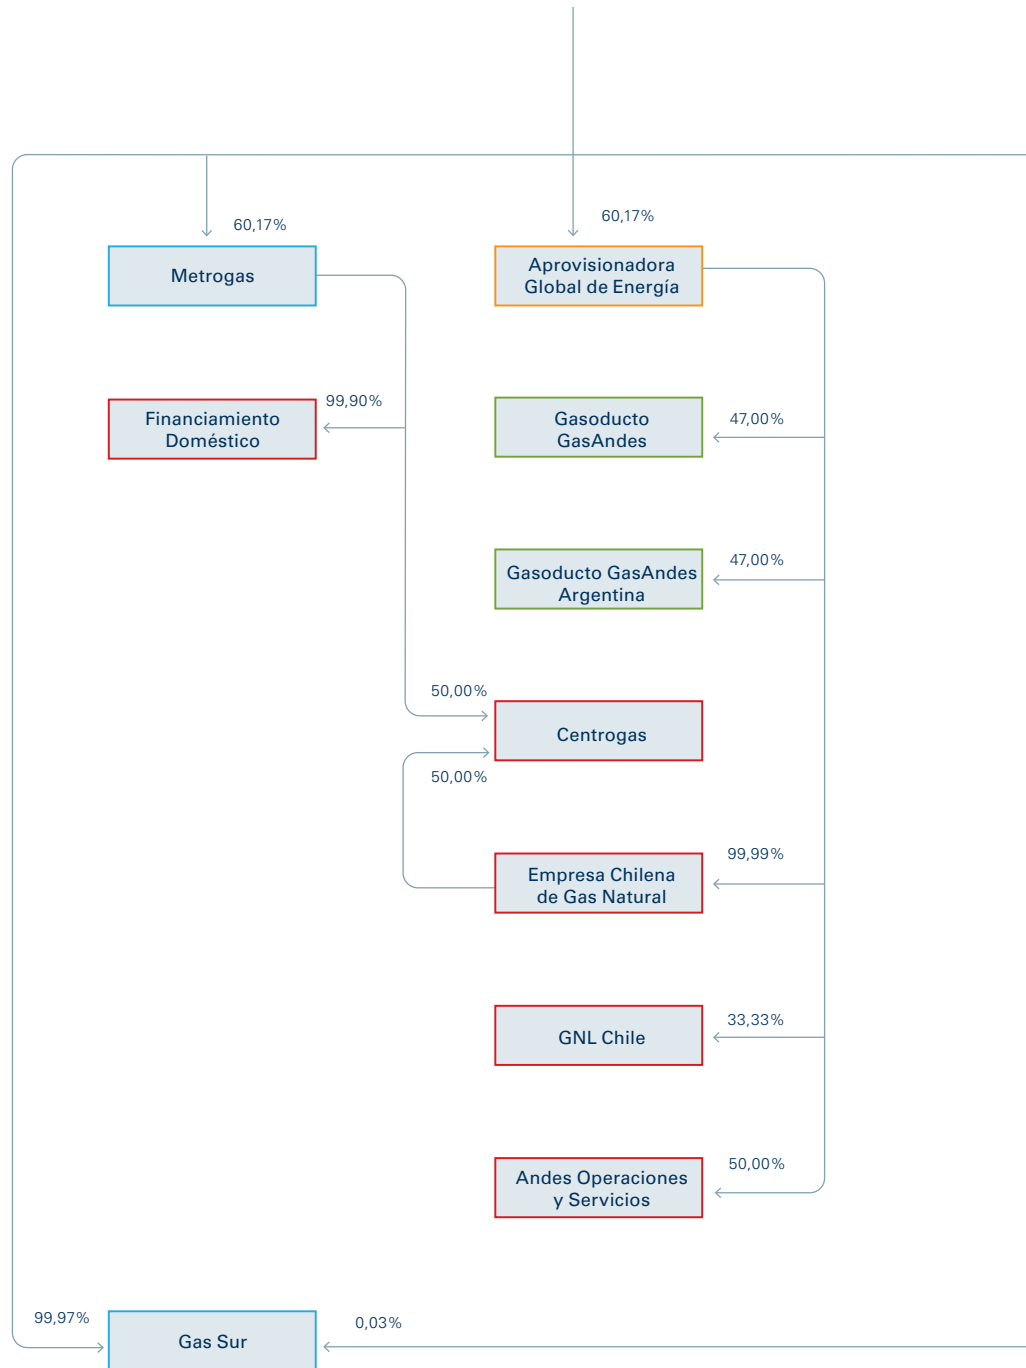 60,17%
60,17%
Metrogas
Aprovisionadora
Global de Energía
99,90%
Financiamiento
Doméstico
47,00%
Gasoducto
GasAndes
47,00%
Gasoducto GasAndes
Argentina
50,00%
Centrogas
50,00%
99,99%
Empresa Chilena
de Gas Natural
33,33%
GNL Chile
50,00%
Andes Operaciones
y Servicios
99,97%
0,03%
Gas Sur